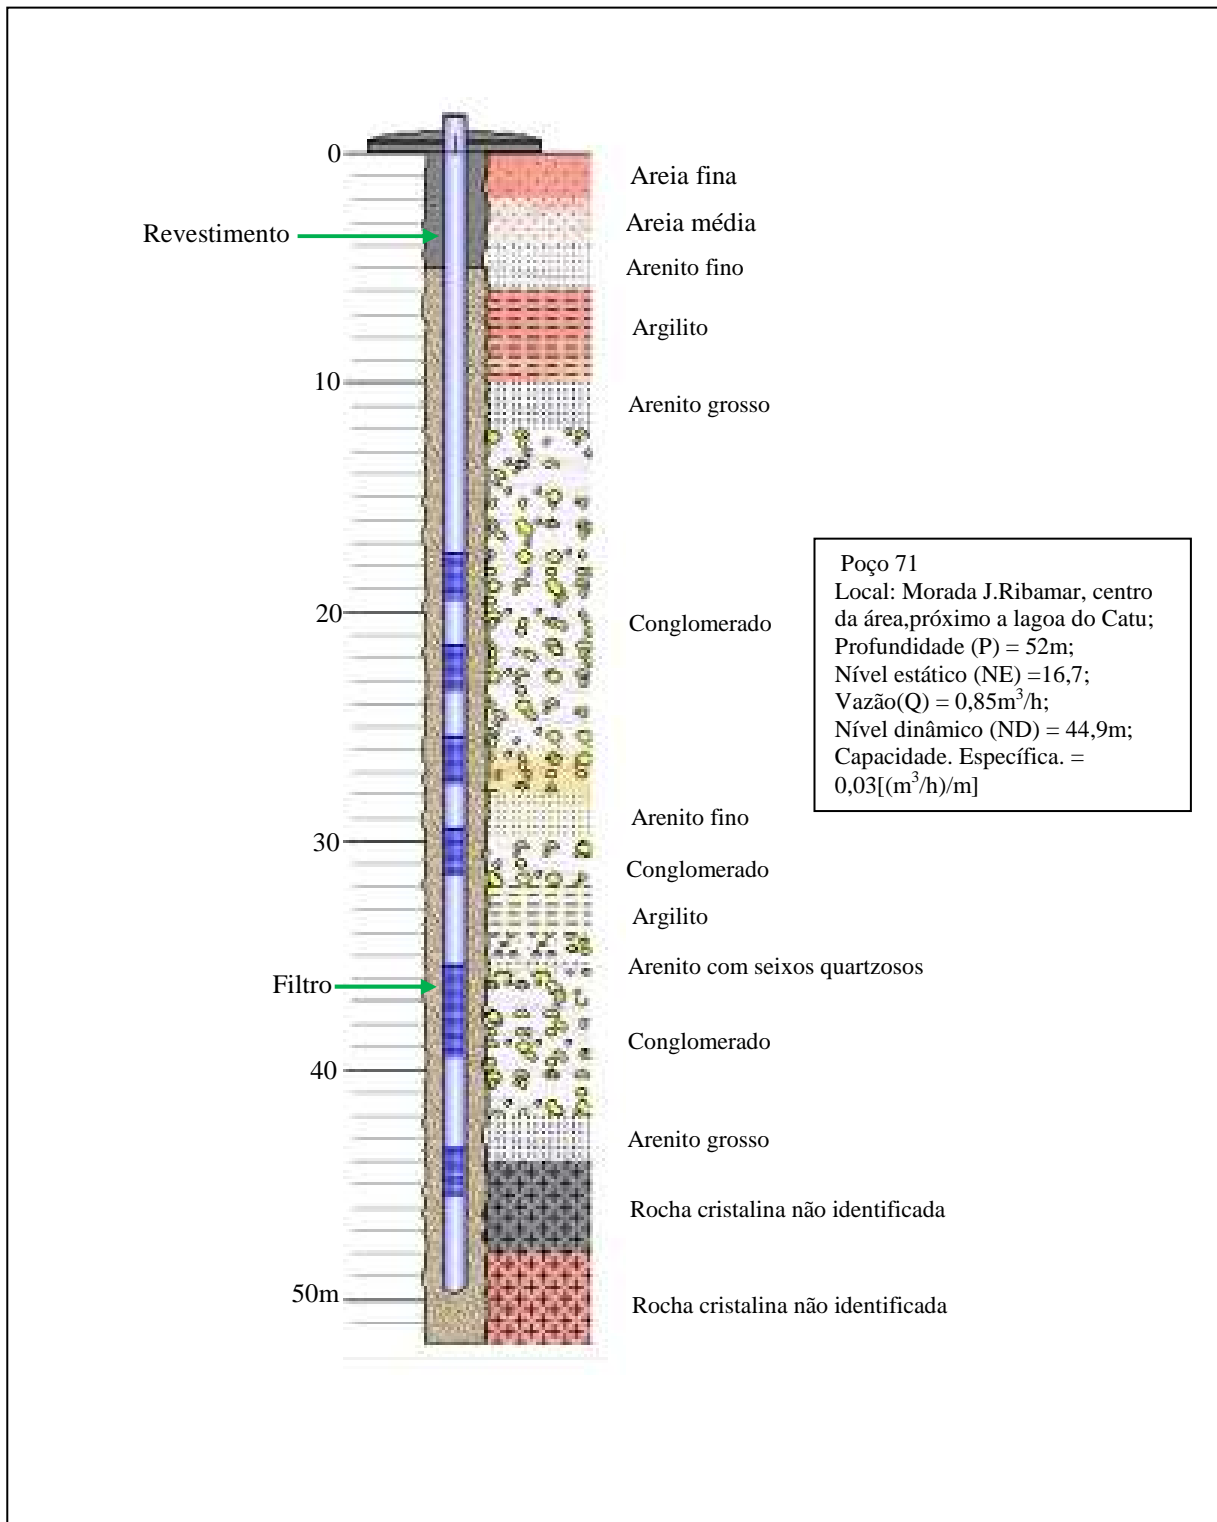 0
Areia fina
Areia média
Revestimento
Arenito fino
Argilito
10
Arenito grosso
Poço 71
Local: Morada J.Ribamar, centro
da área,próximo a lagoa do Catu;
Profundidade (P) = 52m;
Nível estático (NE) =16,7;
Vazão(Q) = 0,85m³/h;
Nível dinâmico (ND) = 44,9m;
Capacidade. Específica. =
0,03[(m³/h)/m]
20
Conglomerado
Arenito fino
30
Conglomerado
Argilito
Arenito com seixos quartzosos
Filtro
Conglomerado
40
Arenito grosso
Rocha cristalina não identificada
50m
Rocha cristalina não identificada